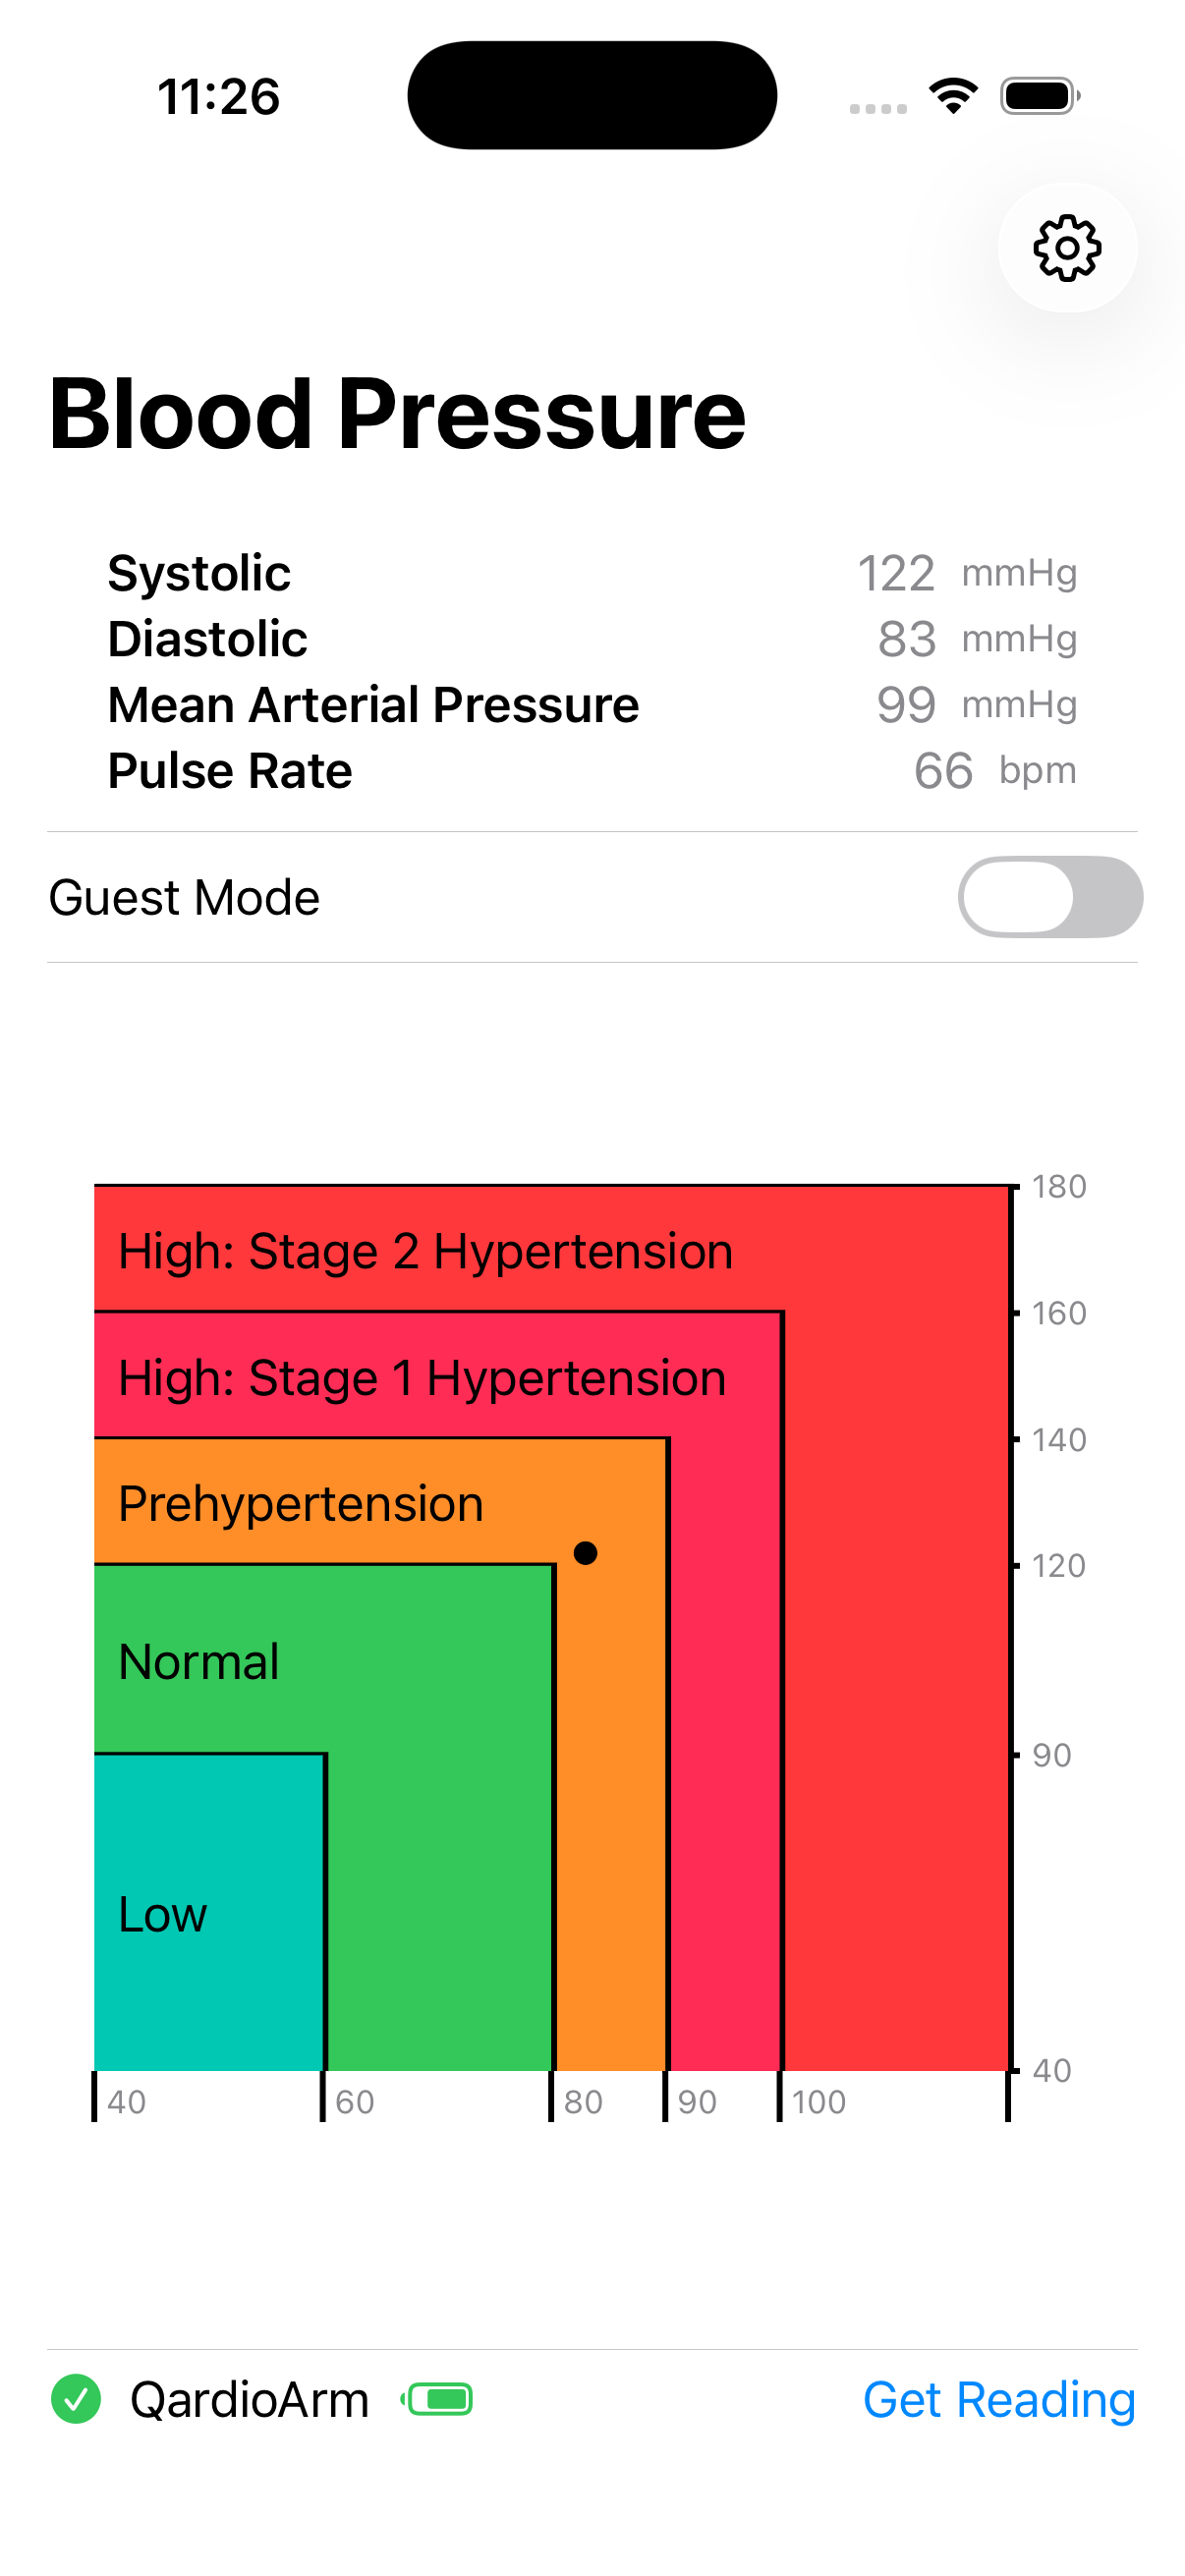 11:26
Blood Pressure
Systolic 122 mmHg
Diastolic 83 mmHg
Mean Arterial Pressure 99 mmHg
Pulse Rate 66 bpm
Guest Mode
180
High: Stage 2 Hypertension
160
High: Stage 1 Hypertension
140
Prehypertension
120
Normal
90
Low
40
40 60 80 90 100
QardioArm Get Reading